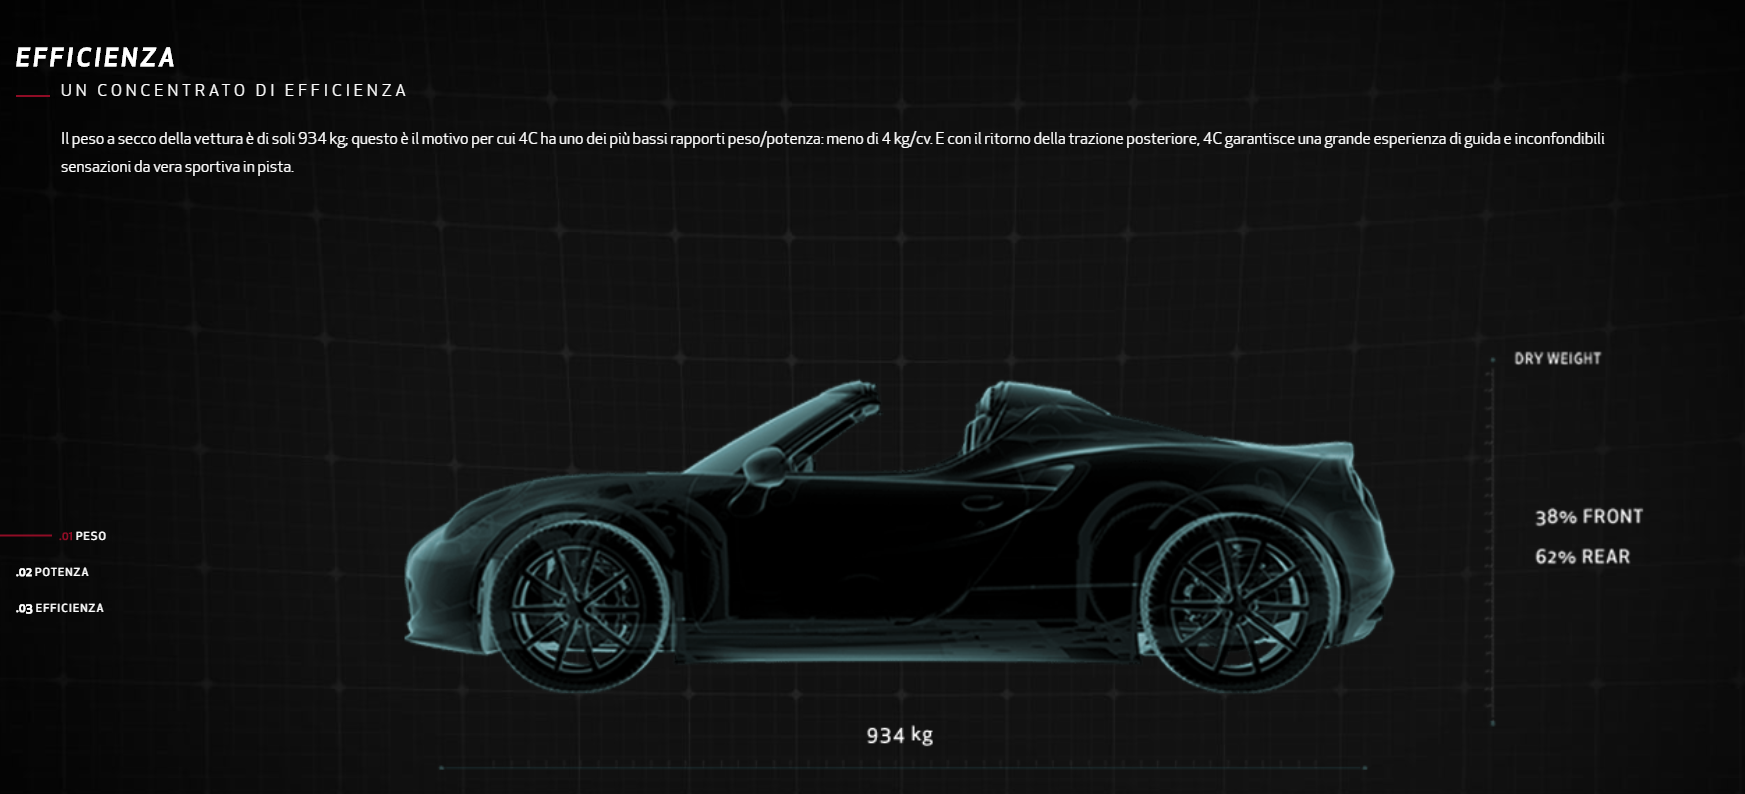 EFFICIENZA
UN CONCENTRATO DI EFFICIENZA
Il peso a secco della vettura è di soli 934 kg; questo è il motivo per cui 4C ha uno dei più bassi rapporti peso/potenza: meno di 4 kg/cv. E con il ritorno della trazione posteriore, 4C garantisce una grande esperienza di guida e inconfondibili
sensazioni da vera sportiva in pista.
DRY WEIGHT
38% FRONT
62% REAR
.01 PESO
.02 POTENZA
.03 EFFICIENZA
934 kg